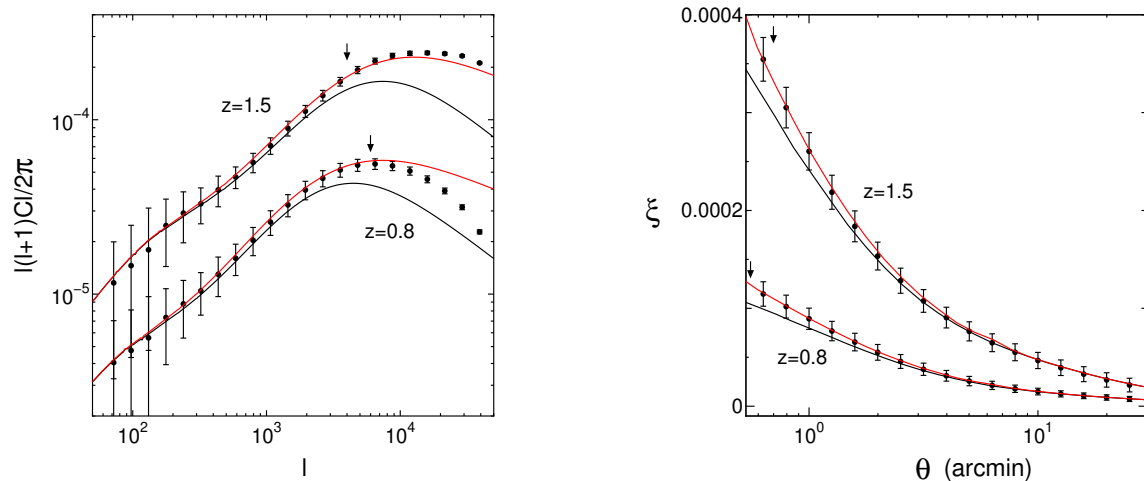 l(l+1)Cl/2π
10⁻⁴
10⁻⁵
z=1.5
z=0.8
10²
10³
10⁴
l
ξ
0.0004
0.0002
0
z=1.5
z=0.8
10⁰
10¹
θ (arcmin)